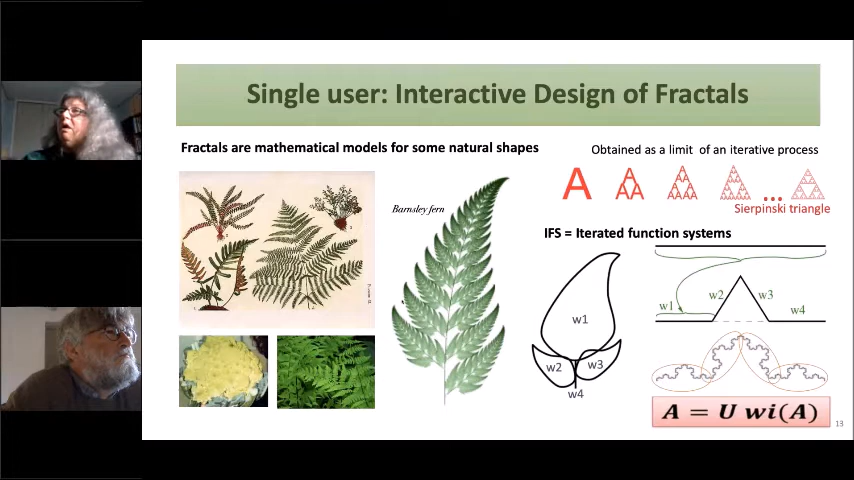 Single user: Interactive Design of Fractals
Fractals are mathematical models for some natural shapes
Obtained as a limit of an iterative process
A
...
Sierpinski triangle
Barnsley fern
IFS = Iterated function systems
w1
w2
w3
w4
w1
w2
w3
w4
A = U wi(A)
13